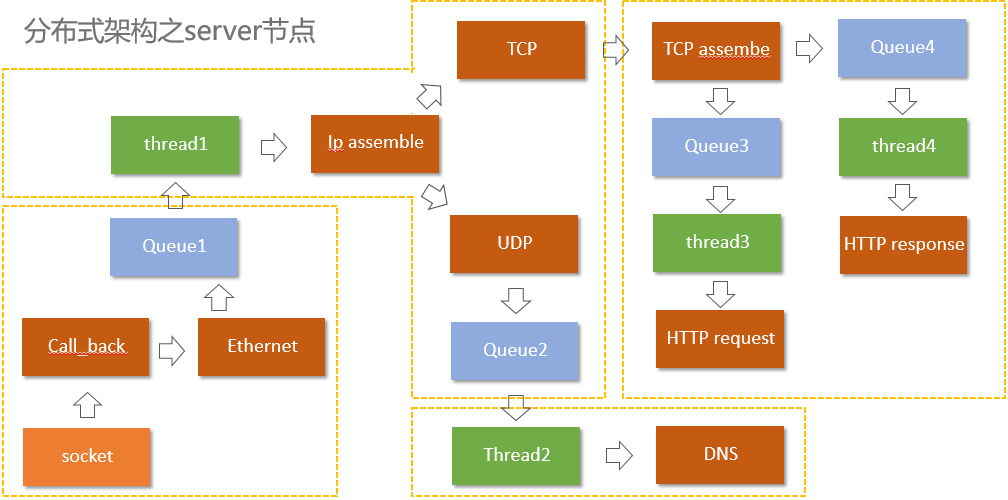 分布式架构之server节点
TCP
TCP assembe
Queue4
thread1
Ip assemble
Queue3
thread4
Queue1
UDP
thread3
HTTP response
Call_back
Ethernet
Queue2
HTTP request
socket
Thread2
DNS